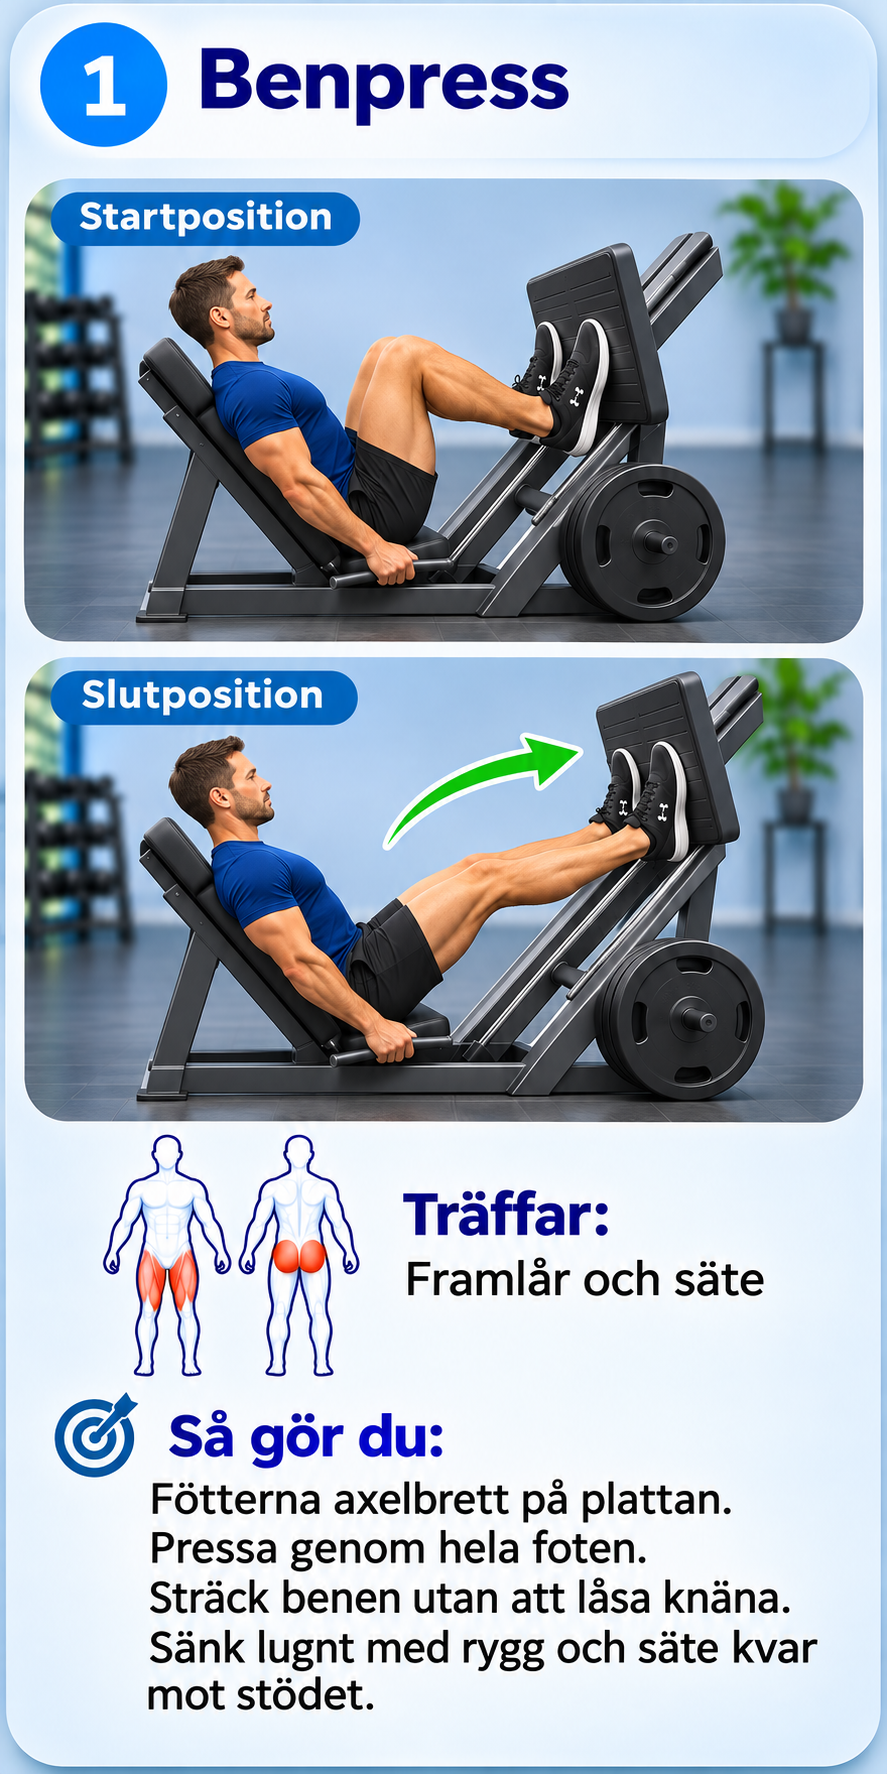 1
Benpress
Startposition
Slutposition
Träffar:
Framlår och säte
Så gör du:
Fötterna axelbrett på plattan.
Pressa genom hela foten.
Sträck benen utan att låsa knäna.
Sänk lugnt med rygg och säte kvar
mot stödet.